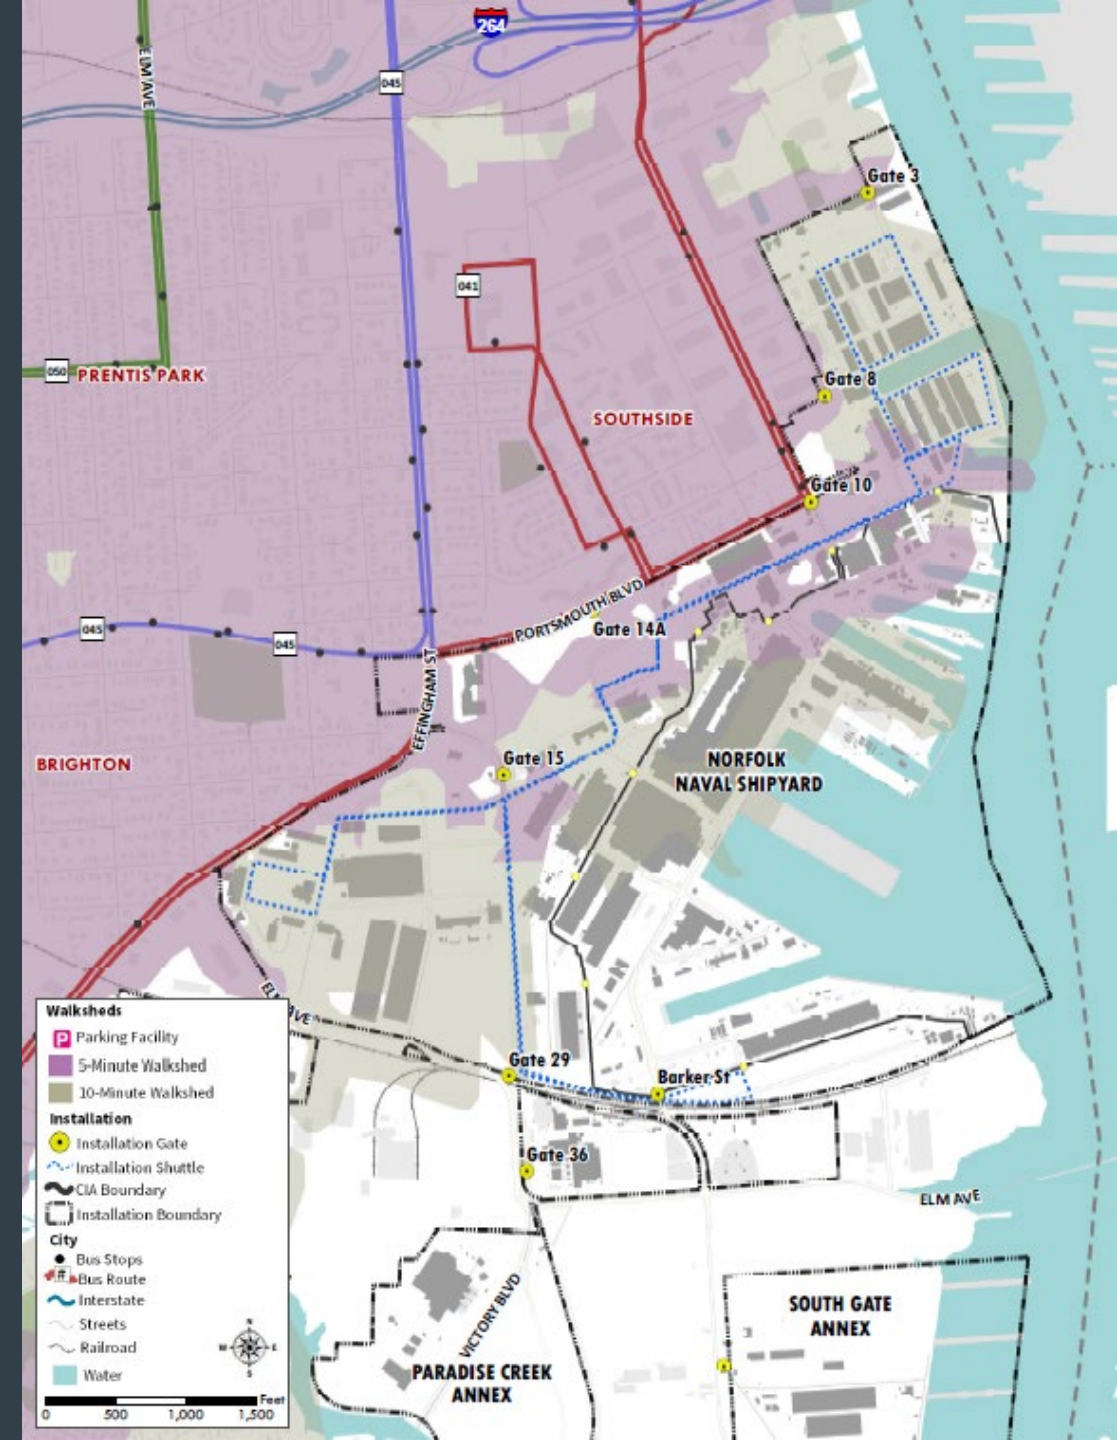 264
ELM AVE
045
Gate 3
041
050
PRENTIS PARK
Gate 8
SOUTHSIDE
Gate 10
045
045
PORTSMOUTH BLVD
Gate 14A
EFFINGHAM ST
BRIGHTON
Gate 15
NORFOLK
NAVAL SHIPYARD
ELM AVE
Gate 29
Barker St
Gate 36
ELM AVE
SOUTH GATE
ANNEX
VICTORY BLVD
PARADISE CREEK
ANNEX
Walksheds
P Parking Facility
5-Minute Walkshed
10-Minute Walkshed
Installation
Installation Gate
Installation Shuttle
CIA Boundary
Installation Boundary
City
Bus Stops
# Bus Route
Interstate
Streets
Railroad
Water
N
W E
S
Feet
0 500 1,000 1,500